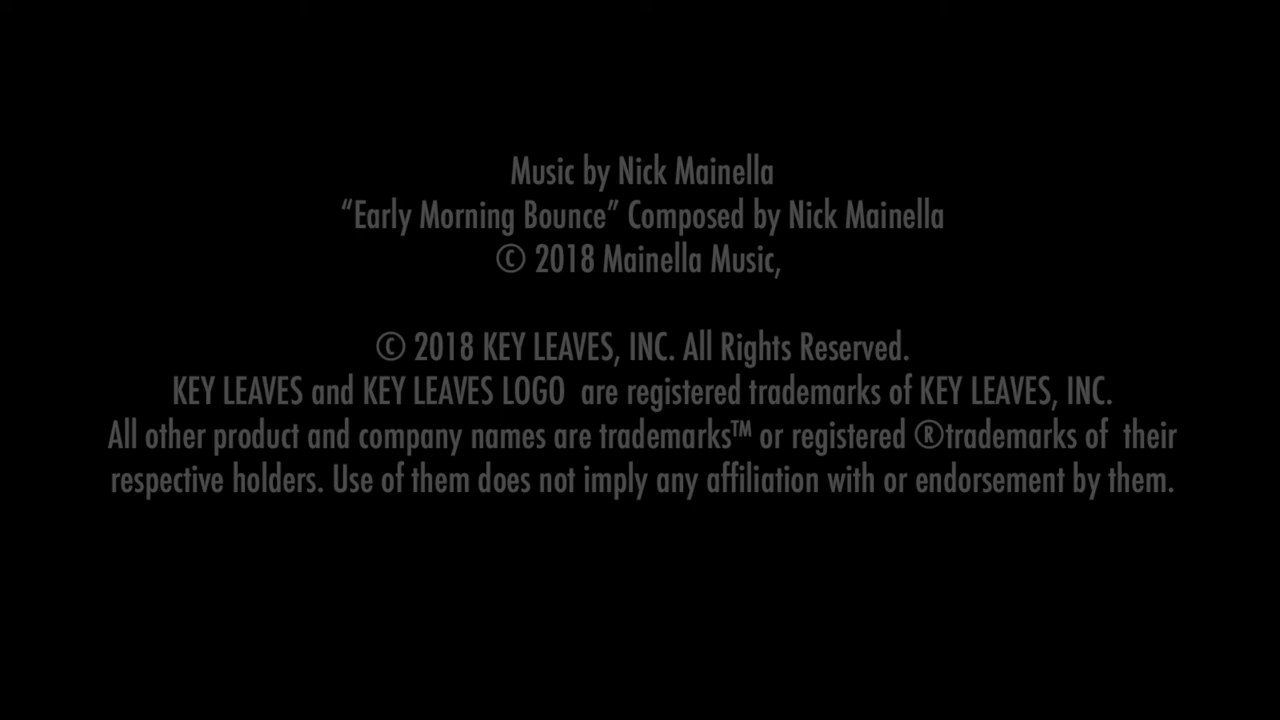 Music by Nick Mainella
“Early Morning Bounce” Composed by Nick Mainella
© 2018 Mainella Music,
© 2018 KEY LEAVES, INC. All Rights Reserved.
KEY LEAVES and KEY LEAVES LOGO are registered trademarks of KEY LEAVES, INC.
All other product and company names are trademarks™ or registered ®trademarks of their
respective holders. Use of them does not imply any affiliation with or endorsement by them.